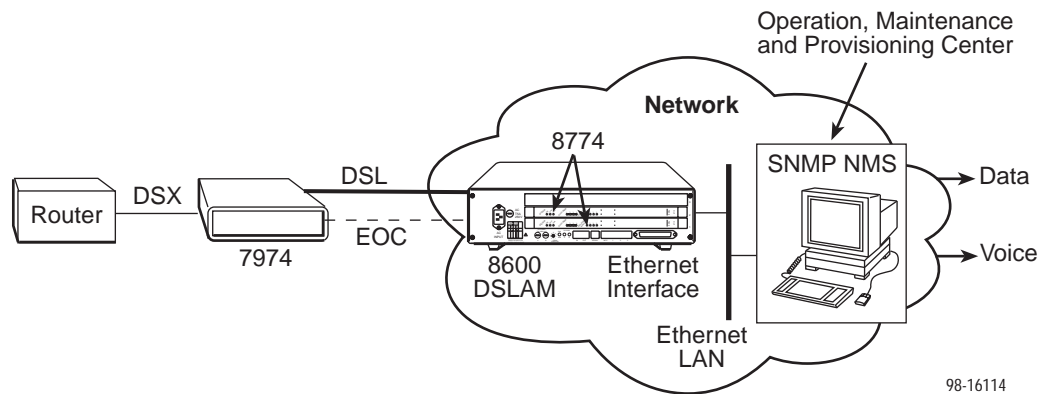 Operation, Maintenance
and Provisioning Center
Network
8774
SNMP NMS
Data
Voice
Router
DSX
DSL
EOC
7974
8600
DSLAM
Ethernet
Interface
Ethernet
LAN
98-16114